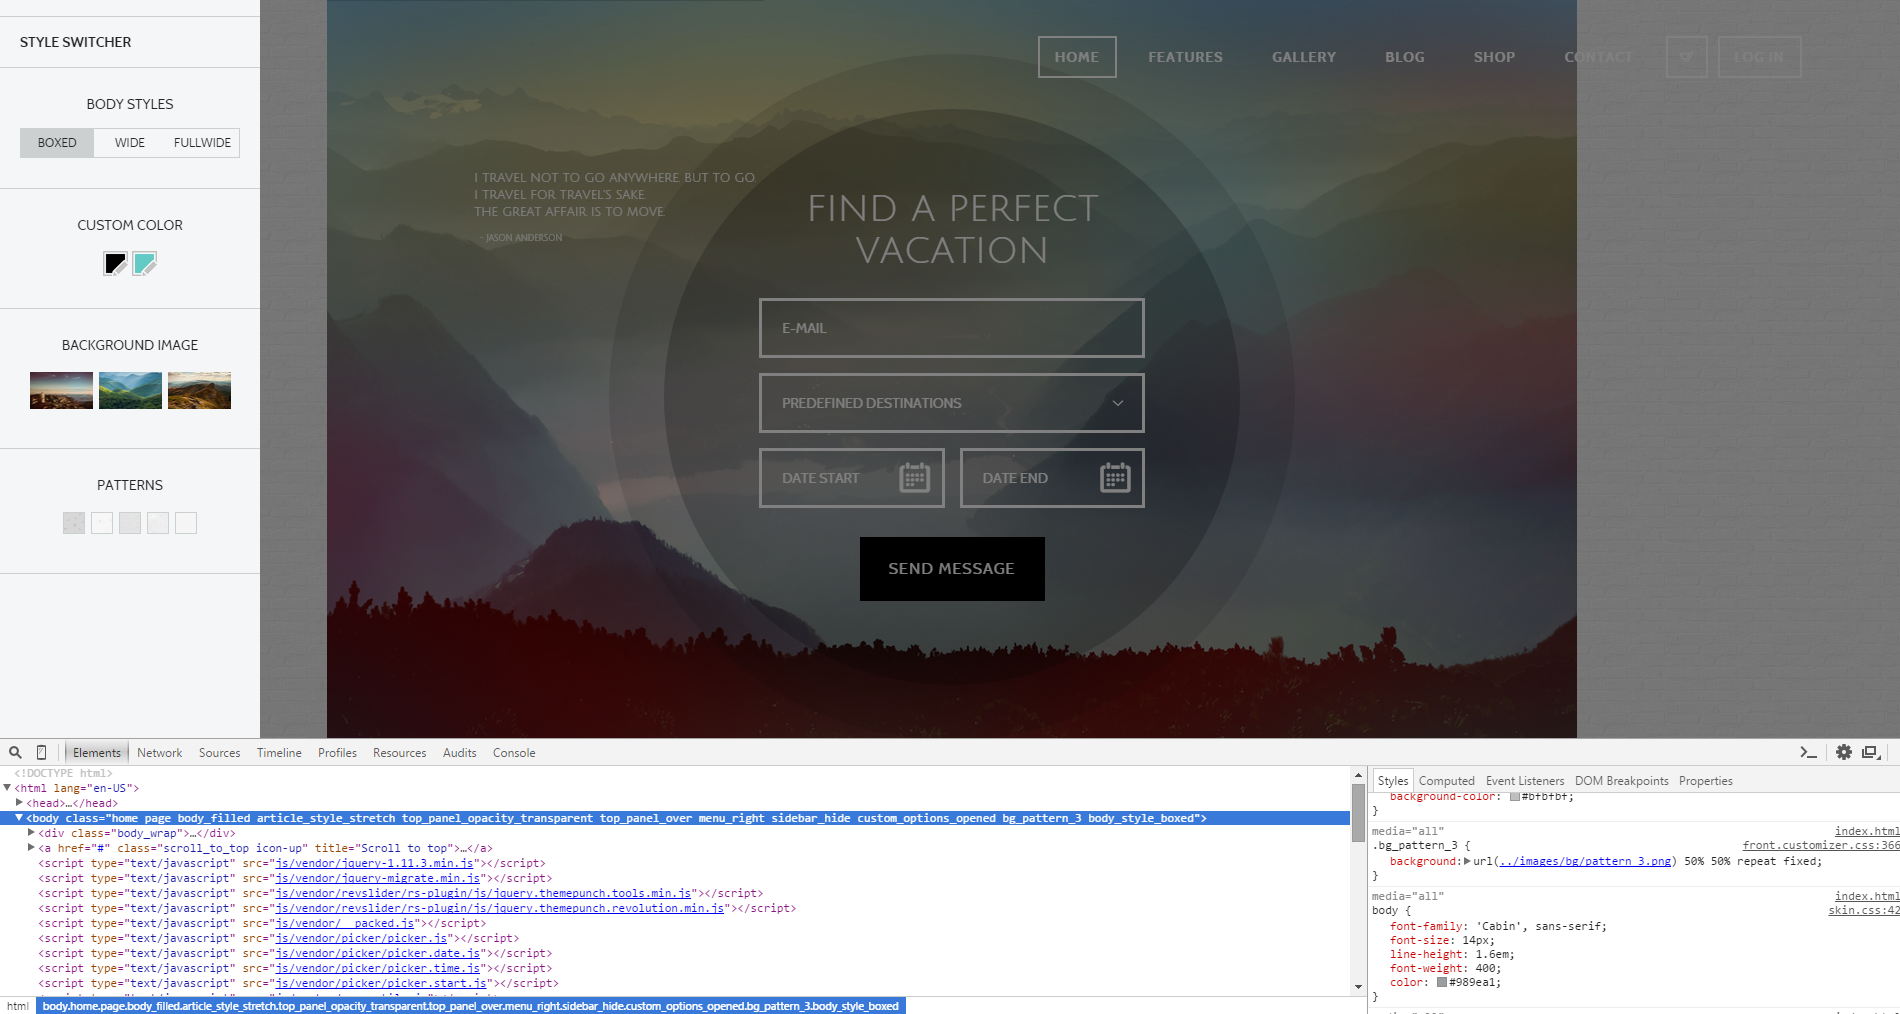 STYLE SWITCHER
BODY STYLES
BOXED WIDE FULLWIDE
CUSTOM COLOR
BACKGROUND IMAGE
PATTERNS
HOME FEATURES GALLERY BLOG SHOP CONTACT LOG IN
I TRAVEL NOT TO GO ANYWHERE, BUT TO GO.
I TRAVEL FOR TRAVEL'S SAKE.
THE GREAT AFFAIR IS TO MOVE.
- JASON ANDERSON
FIND A PERFECT
VACATION
E-MAIL
PREDEFINED DESTINATIONS
DATE START DATE END
SEND MESSAGE
Elements Network Sources Timeline Profiles Resources Audits Console
<!DOCTYPE html>
<html lang="en-US">
<head>…</head>
<body class="home page body_filled article_style_stretch top_panel_opacity_transparent top_panel_over menu_right sidebar_hide custom_options_opened bg_pattern_3 body_style_boxed">
<div class="body_wrap">…</div>
<a href="#" class="scroll_to_top icon-up" title="Scroll to top">…</a>
<script type="text/javascript" src="js/vendor/jquery-1.11.3.min.js"></script>
<script type="text/javascript" src="js/vendor/jquery-migrate.min.js"></script>
<script type="text/javascript" src="js/vendor/revslider/rs-plugin/js/jquery.themepunch.tools.min.js"></script>
<script type="text/javascript" src="js/vendor/revslider/rs-plugin/js/jquery.themepunch.revolution.min.js"></script>
<script type="text/javascript" src="js/vendor/__packed.js"></script>
<script type="text/javascript" src="js/vendor/picker/picker.js"></script>
<script type="text/javascript" src="js/vendor/picker/picker.date.js"></script>
<script type="text/javascript" src="js/vendor/picker/picker.time.js"></script>
<script type="text/javascript" src="js/vendor/picker/picker.start.js"></script>
html body.home.page.body_filled.article_style_stretch.top_panel_opacity_transparent.top_panel_over.menu_right.sidebar_hide.custom_options_opened.bg_pattern_3.body_style_boxed
Styles Computed Event Listeners DOM Breakpoints Properties
background-color: #bfbfbf;
}
media="all" index.html
.bg_pattern_3 { front.customizer.css:366
background: url(../images/bg/pattern_3.png) 50% 50% repeat fixed;
}
media="all" index.html
body { skin.css:42
font-family: 'Cabin', sans-serif;
font-size: 14px;
line-height: 1.6em;
font-weight: 400;
color: #989ea1;
}